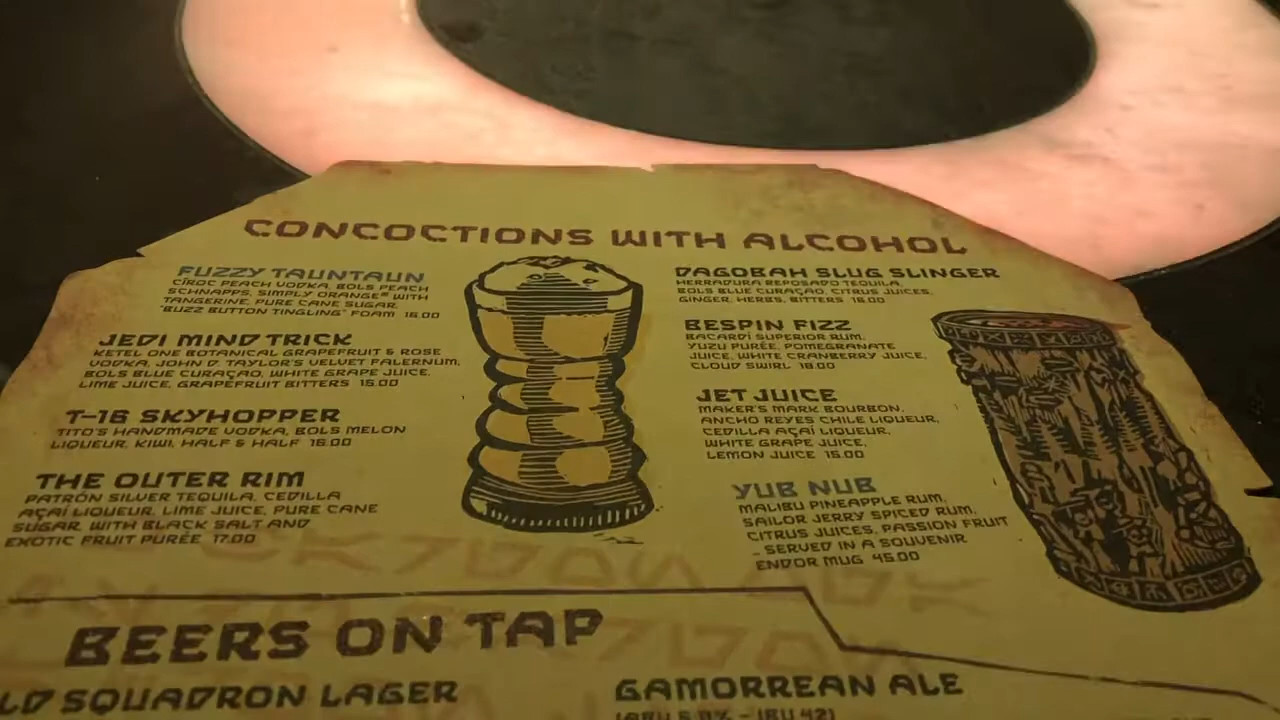 CONCOCTIONS WITH ALCOHOL
FUZZY TAUNTAUN
CÎROC PEACH VODKA, BOLS PEACH
SCHNAPPS, SIMPLY ORANGE® WITH
TANGERINE, PURE CANE SUGAR,
"BUZZ BUTTON TINGLING" FOAM 16.00
JEDI MIND TRICK
KETEL ONE BOTANICAL GRAPEFRUIT & ROSE
VODKA, JOHN D TAYLOR'S VELVET FALERNUM,
BOLS BLUE CURAÇAO, WHITE GRAPE JUICE,
LIME JUICE, GRAPEFRUIT BITTERS 15.00
T-16 SKYHOPPER
TITO'S HANDMADE VODKA, BOLS MELON
LIQUEUR, KIWI, HALF & HALF 16.00
THE OUTER RIM
PATRÓN SILVER TEQUILA, CEDILLA
AÇAÍ LIQUEUR, LIME JUICE, PURE CANE
SUGAR, WITH BLACK SALT AND
EXOTIC FRUIT PURÉE 17.00
DAGOBAH SLUG SLINGER
HERRADURA REPOSADO TEQUILA,
BOLS BLUE CURAÇAO, CITRUS JUICES,
GINGER, HERBS, BITTERS 16.00
BESPIN FIZZ
BACARDÍ SUPERIOR RUM,
YUZU PURÉE, POMEGRANATE
JUICE, WHITE CRANBERRY JUICE,
CLOUD SWIRL 18.00
JET JUICE
MAKER'S MARK BOURBON,
ANCHO REYES CHILE LIQUEUR,
CEDILLA AÇAÍ LIQUEUR,
WHITE GRAPE JUICE,
LEMON JUICE 15.00
YUB NUB
MALIBU PINEAPPLE RUM,
SAILOR JERRY SPICED RUM,
CITRUS JUICES, PASSION FRUIT
- SERVED IN A SOUVENIR
ENDOR MUG 45.00
BEERS ON TAP
LD SQUADRON LAGER
GAMORREAN ALE